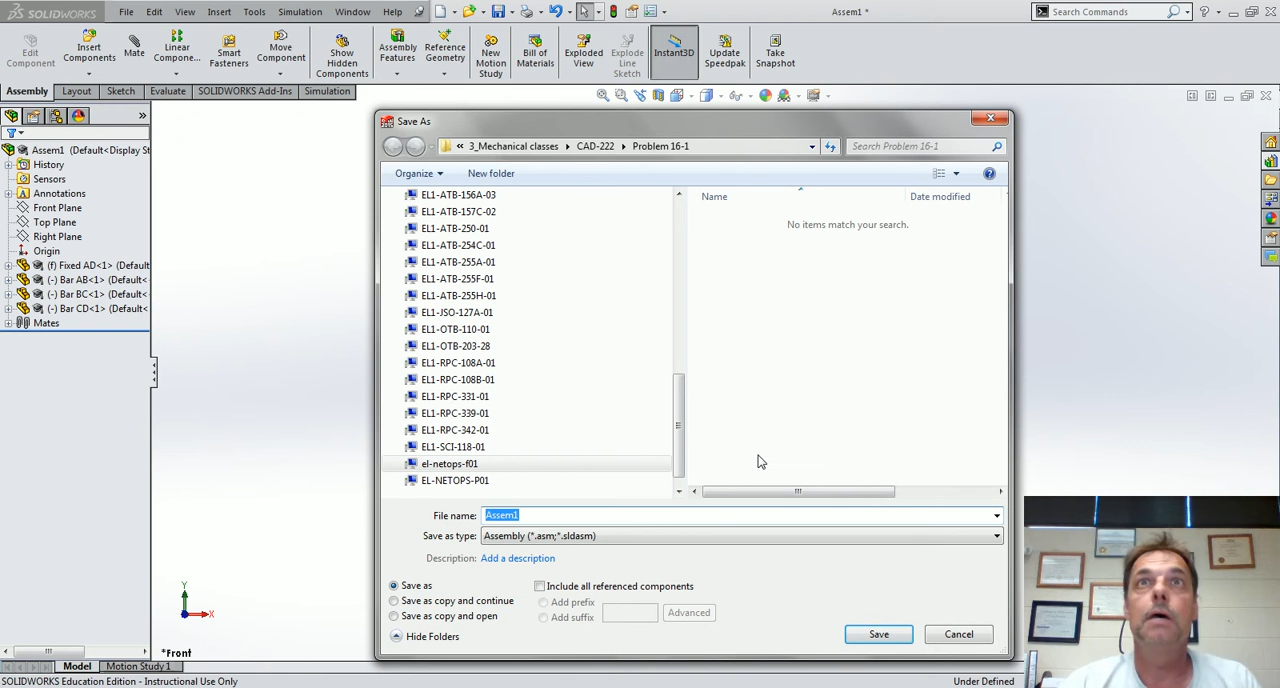 SOLIDWORKS File Edit View Insert Tools Simulation Window Help Assem1 * Search Commands
Edit Component
Insert Components
Mate
Linear Compone...
Smart Fasteners
Move Component
Show Hidden Components
Assembly Features
Reference Geometry
New Motion Study
Bill of Materials
Exploded View
Explode Line Sketch
Instant3D
Update Speedpak
Take Snapshot
Assembly Layout Sketch Evaluate SOLIDWORKS Add-Ins Simulation
Assem1 (Default<Display St
History
Sensors
Annotations
Front Plane
Top Plane
Right Plane
Origin
(f) Fixed AD<1> (Default
(-) Bar AB<1> (Default<
(-) Bar BC<1> (Default<
(-) Bar CD<1> (Default<
Mates
Save As
« 3_Mechanical classes CAD-222 Problem 16-1 Search Problem 16-1
Organize New folder
EL1-ATB-156A-03
EL1-ATB-157C-02
EL1-ATB-250-01
EL1-ATB-254C-01
EL1-ATB-255A-01
EL1-ATB-255F-01
EL1-ATB-255H-01
EL1-JSO-127A-01
EL1-OTB-110-01
EL1-OTB-203-28
EL1-RPC-108A-01
EL1-RPC-108B-01
EL1-RPC-331-01
EL1-RPC-339-01
EL1-RPC-342-01
EL1-SCI-118-01
el-netops-f01
EL-NETOPS-P01
Name Date modified
No items match your search.
File name: Assem1
Save as type: Assembly (*.asm;*.sldasm)
Description: Add a description
Save as
Save as copy and continue
Save as copy and open
Include all referenced components
Add prefix
Add suffix
Advanced
Hide Folders
Save Cancel
Y
X
*Front
Model Motion Study 1
SOLIDWORKS Education Edition - Instructional Use Only Under Defined